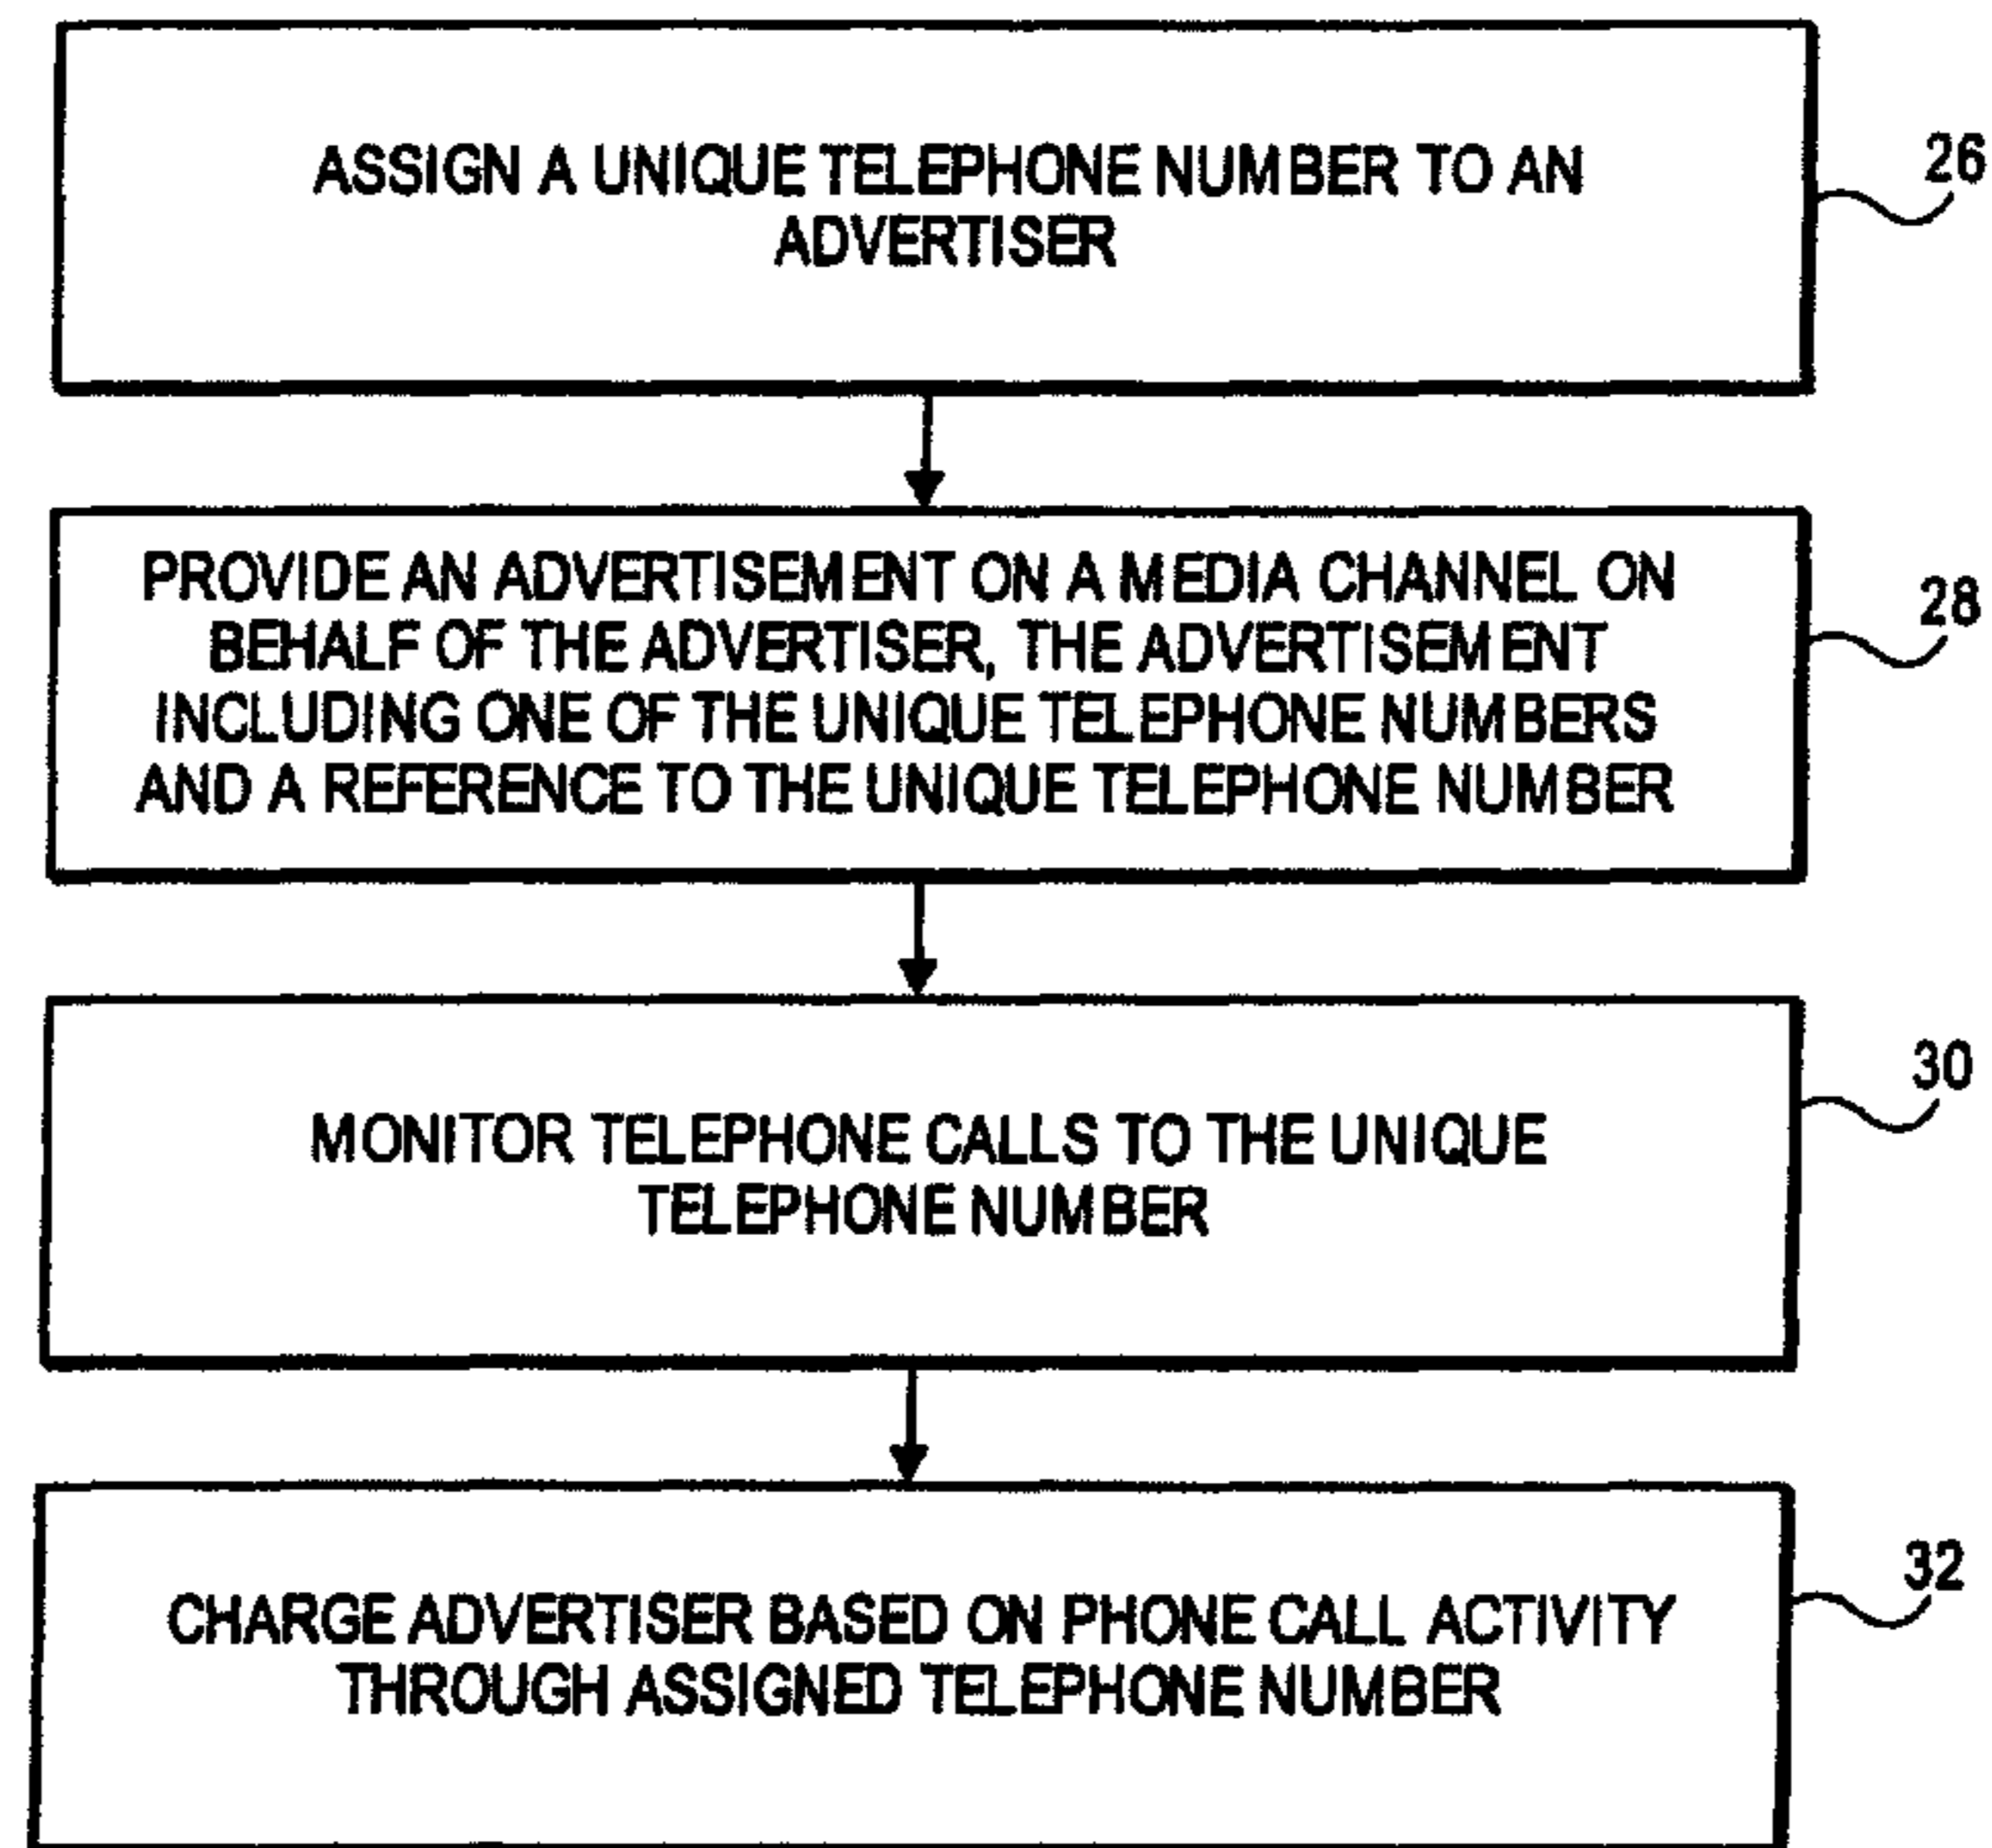 ASSIGN A UNIQUE TELEPHONE NUMBER TO AN
ADVERTISER
26
PROVIDE AN ADVERTISEMENT ON A MEDIA CHANNEL ON
BEHALF OF THE ADVERTISER, THE ADVERTISEMENT
INCLUDING ONE OF THE UNIQUE TELEPHONE NUMBERS
AND A REFERENCE TO THE UNIQUE TELEPHONE NUMBER
28
MONITOR TELEPHONE CALLS TO THE UNIQUE
TELEPHONE NUMBER
30
CHARGE ADVERTISER BASED ON PHONE CALL ACTIVITY
THROUGH ASSIGNED TELEPHONE NUMBER
32